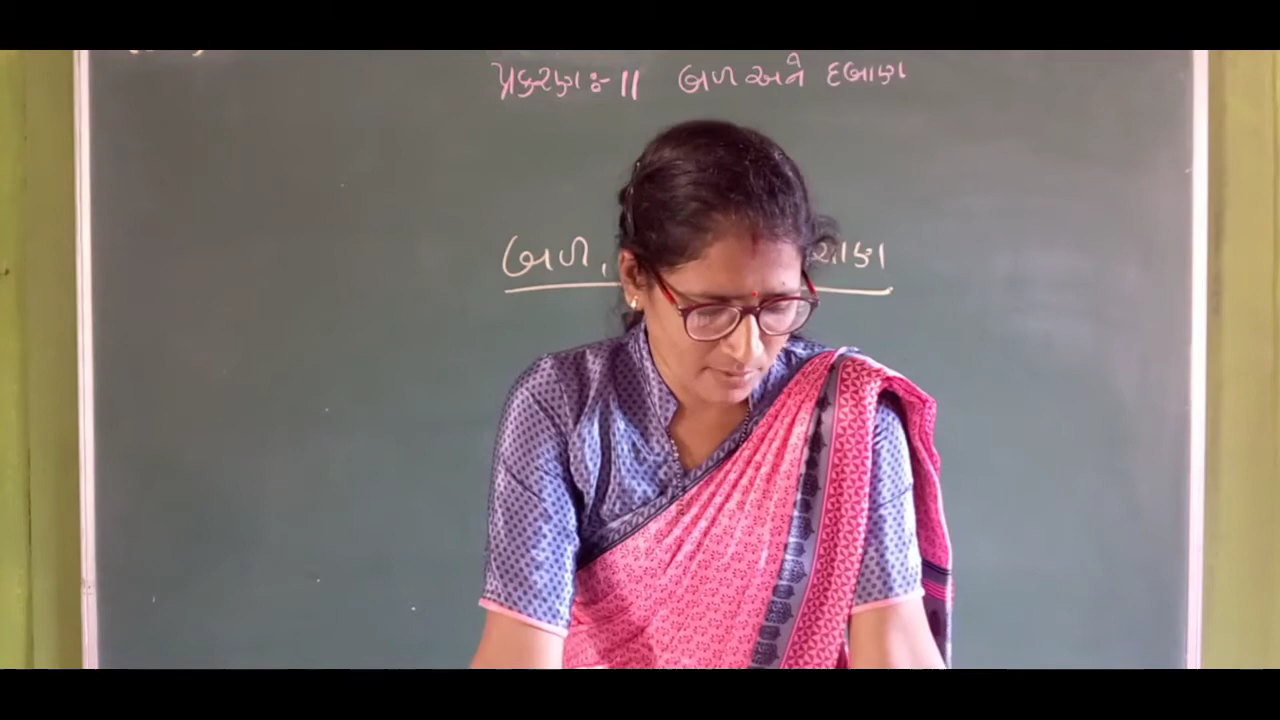 પ્રકરણ :- 11 બળ અને દબાણ
બળ,